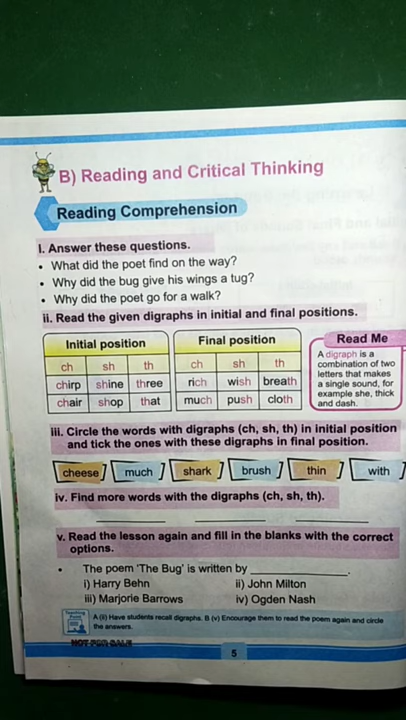 B) Reading and Critical Thinking
Reading Comprehension
I. Answer these questions.
• What did the poet find on the way?
• Why did the bug give his wings a tug?
• Why did the poet go for a walk?
ii. Read the given digraphs in initial and final positions.
Initial position
ch sh th
chirp shine three
chair shop that
Final position
ch sh th
rich wish breath
much push cloth
Read Me
A digraph is a
combination of two
letters that makes
a single sound, for
example she, thick
and dash.
iii. Circle the words with digraphs (ch, sh, th) in initial position
and tick the ones with these digraphs in final position.
cheese much shark brush thin with
iv. Find more words with the digraphs (ch, sh, th).
v. Read the lesson again and fill in the blanks with the correct
options.
• The poem 'The Bug' is written by ____________.
i) Harry Behn ii) John Milton
iii) Marjorie Barrows iv) Ogden Nash
Teaching
Point
A (ii) Have students recall digraphs. B (v) Encourage them to read the poem again and circle
the answers.
NOT FOR SALE
5